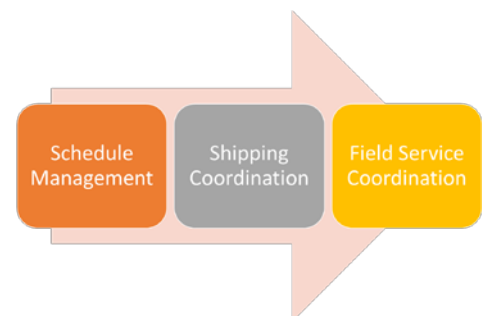 Schedule
Management
Shipping
Coordination
Field Service
Coordination